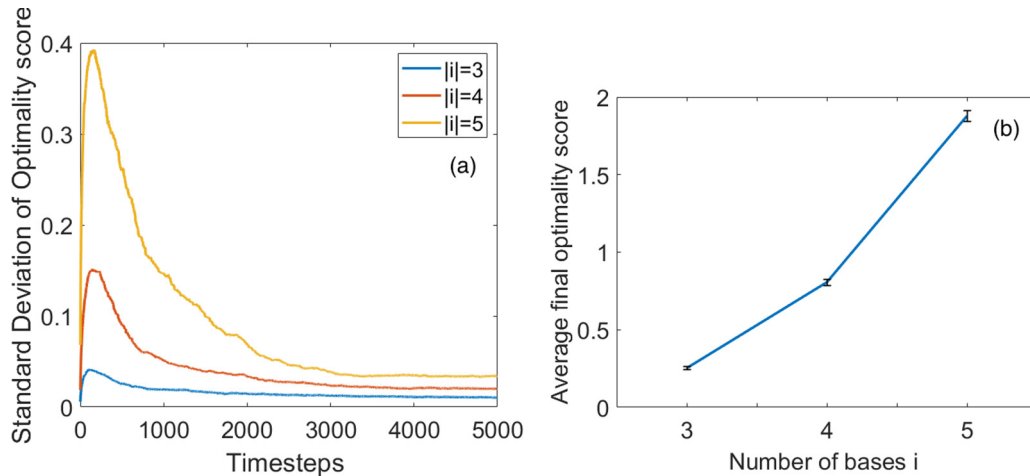 Standard Deviation of Optimality score
0.4
0.3
0.2
0.1
0
0
1000
2000
3000
4000
5000
Timesteps
|i|=3
|i|=4
|i|=5
(a)
Average final optimality score
2
1.5
1
0.5
0
3
4
5
Number of bases i
(b)